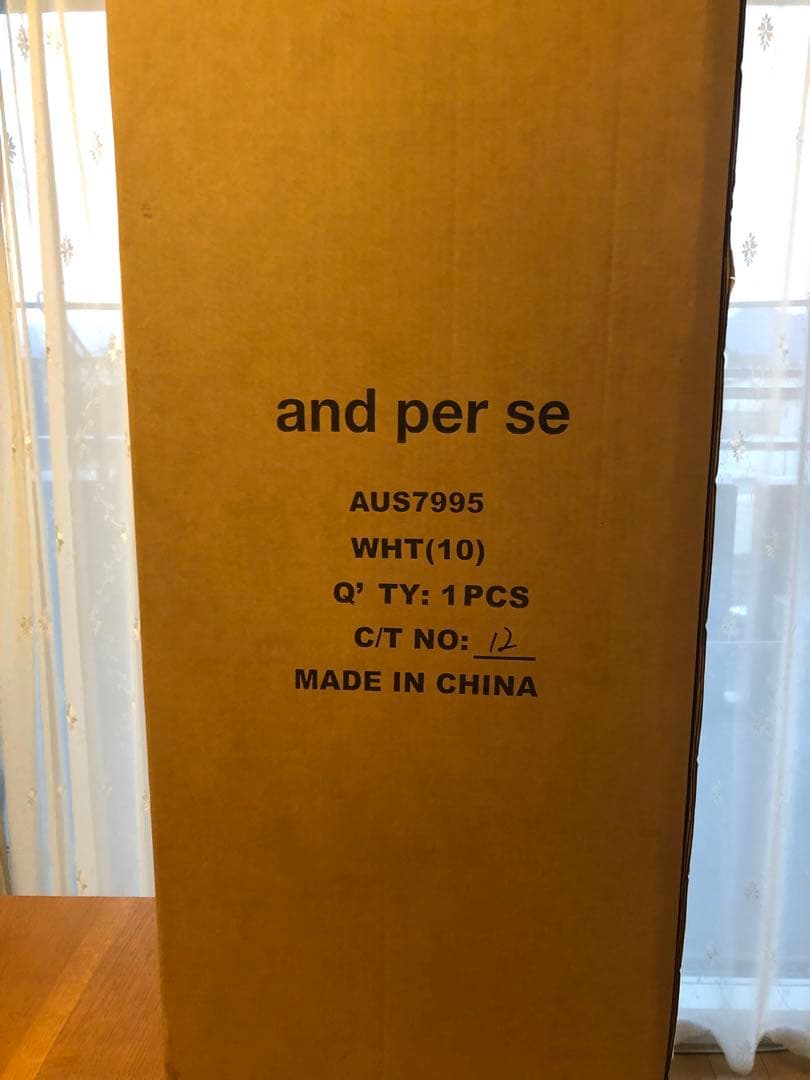 and per se
AUS7995
WHT(10)
Q’ TY: 1PCS
C/T NO: 12
MADE IN CHINA